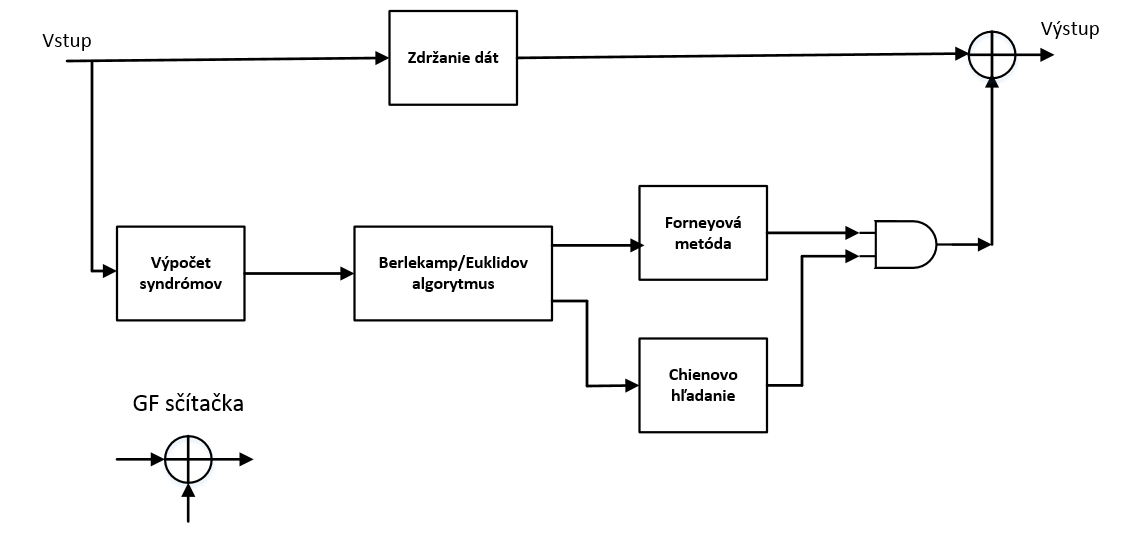 Vstup
Zdržanie dát
Výstup
Forneyová
metóda
Výpočet
syndrómov
Berlekamp/Euklidov
algorytmus
Chienovo
hľadanie
GF sčítačka